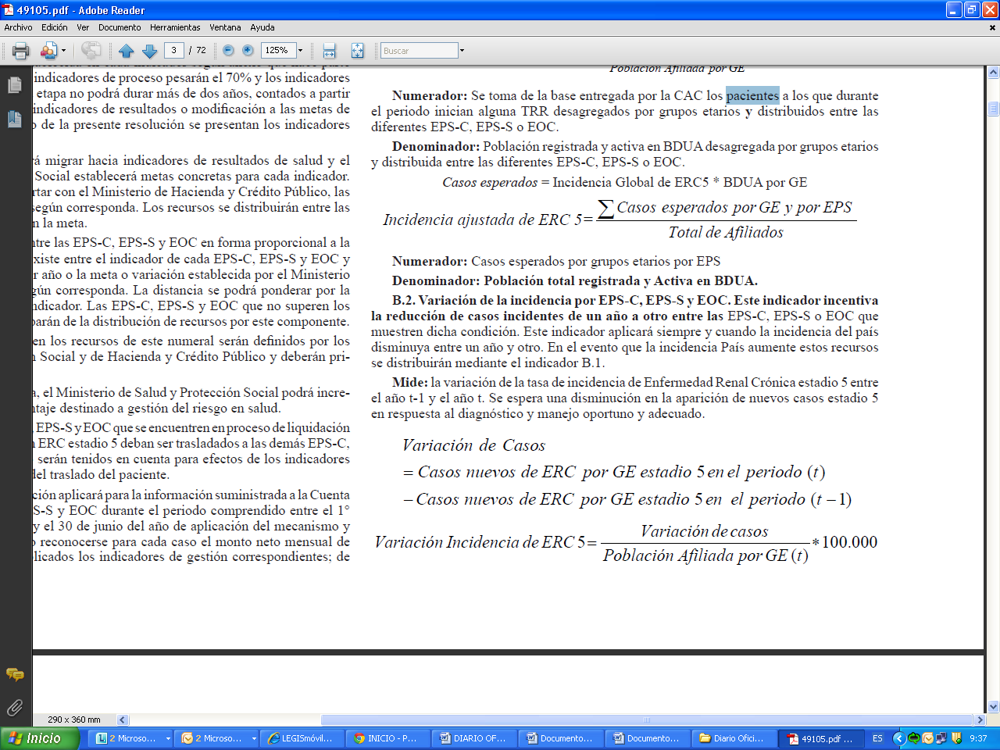 49105.pdf - Adobe Reader
Archivo Edición Ver Documento Herramientas Ventana Ayuda
3 / 72 125% Buscar
indicadores de proceso pesarán el 70% y los indicadores
etapa no podrá durar más de dos años, contados a partir
indicadores de resultados o modificación a las metas de
o de la presente resolución se presentan los indicadores
rá migrar hacia indicadores de resultados de salud y el
Social establecerá metas concretas para cada indicador.
rtar con el Ministerio de Hacienda y Crédito Público, las
según corresponda. Los recursos se distribuirán entre las
n la meta.
ntre las EPS-C, EPS-S y EOC en forma proporcional a la
xiste entre el indicador de cada EPS-C, EPS-S y EOC y
r año o la meta o variación establecida por el Ministerio
gún corresponda. La distancia se podrá ponderar por la
ndicador. Las EPS-C, EPS-S y EOC que no superen los
parán de la distribución de recursos por este componente.
en los recursos de este numeral serán definidos por los
n Social y de Hacienda y Crédito Público y deberán pri-
a, el Ministerio de Salud y Protección Social podrá incre-
ntaje destinado a gestión del riesgo en salud.
, EPS-S y EOC que se encuentren en proceso de liquidación
n ERC estadio 5 deban ser trasladados a las demás EPS-C,
serán tenidos en cuenta para efectos de los indicadores
del traslado del paciente.
ción aplicará para la información suministrada a la Cuenta
S-S y EOC durante el periodo comprendido entre el 1°
y el 30 de junio del año de aplicación del mecanismo y
o reconocerse para cada caso el monto neto mensual de
licados los indicadores de gestión correspondientes; de
Población Afiliada por GE
Numerador: Se toma de la base entregada por la CAC los pacientes a los que durante
el periodo inician alguna TRR desagregados por grupos etarios y distribuidos entre las
diferentes EPS-C, EPS-S o EOC.
Denominador: Población registrada y activa en BDUA desagregada por grupos etarios
y distribuida entre las diferentes EPS-C, EPS-S o EOC.
Casos esperados = Incidencia Global de ERC5 * BDUA por GE
Incidencia ajustada de ERC 5= ∑ Casos esperados por GE y por EPS
Total de Afiliados
Numerador: Casos esperados por grupos etarios por EPS
Denominador: Población total registrada y Activa en BDUA.
B.2. Variación de la incidencia por EPS-C, EPS-S y EOC. Este indicador incentiva
la reducción de casos incidentes de un año a otro entre las EPS-C, EPS-S o EOC que
muestren dicha condición. Este indicador aplicará siempre y cuando la incidencia del país
disminuya entre un año y otro. En el evento que la incidencia País aumente estos recursos
se distribuirán mediante el indicador B.1.
Mide: la variación de la tasa de incidencia de Enfermedad Renal Crónica estadio 5 entre
el año t-1 y el año t. Se espera una disminución en la aparición de nuevos casos estadio 5
en respuesta al diagnóstico y manejo oportuno y adecuado.
Variación de Casos
= Casos nuevos de ERC por GE estadio 5 en el periodo (t)
− Casos nuevos de ERC por GE estadio 5 en el periodo (t − 1)
Variación Incidencia de ERC 5 = Variación de casos
Población Afiliada por GE (t) * 100.000
290 x 360 mm
Inicio 2 Microso... 2 Microso... LEGISmóvil... INICIO - P... DIARIO OF... Documento... Documento... Diario Ofici... 49105.pdf ... ES 9:37